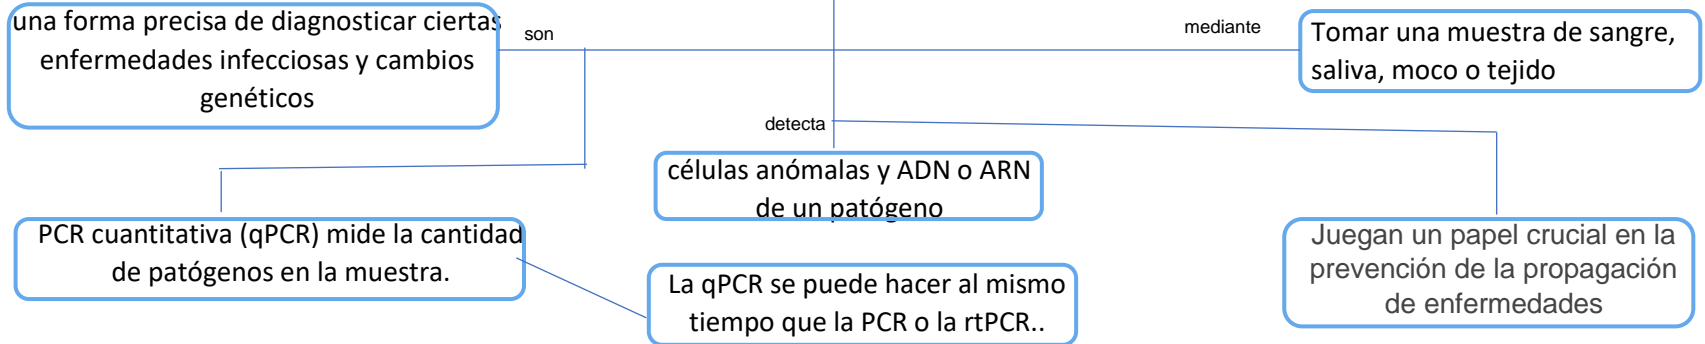 una forma precisa de diagnosticar ciertas
enfermedades infecciosas y cambios
genéticos
son
mediante
Tomar una muestra de sangre,
saliva, moco o tejido
detecta
células anómalas y ADN o ARN
de un patógeno
PCR cuantitativa (qPCR) mide la cantidad
de patógenos en la muestra.
La qPCR se puede hacer al mismo
tiempo que la PCR o la rtPCR..
Juegan un papel crucial en la
prevención de la propagación
de enfermedades